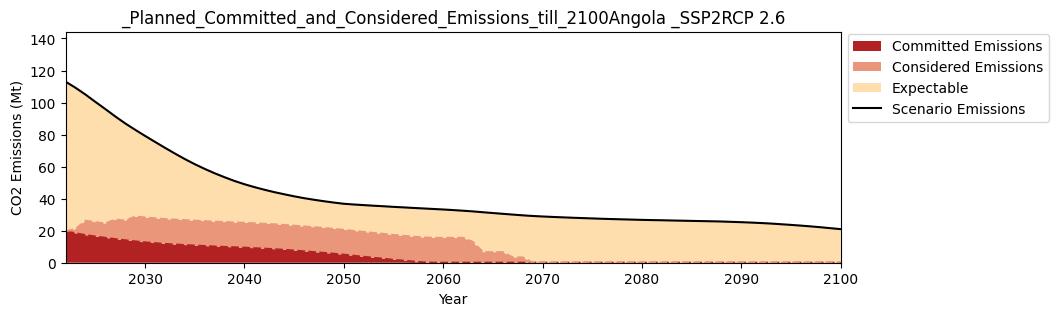 _Planned_Committed_and_Considered_Emissions_till_2100Angola _SSP2RCP 2.6
CO2 Emissions (Mt)
140
120
100
80
60
40
20
0
2030 2040 2050 2060 2070 2080 2090 2100
Year
Committed Emissions
Considered Emissions
Expectable
Scenario Emissions